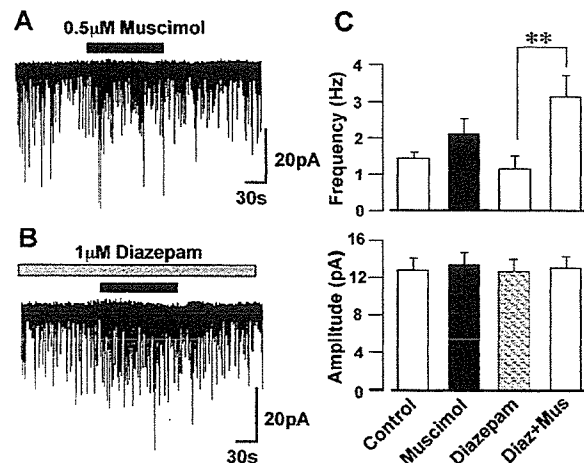 A
0.5μM Muscimol
20pA
30s
B
1μM Diazepam
20pA
30s
C
**
Frequency (Hz)
4
3
2
1
0
Amplitude (pA)
16
12
8
4
0
Control
Muscimol
Diazepam
Diaz+Mus